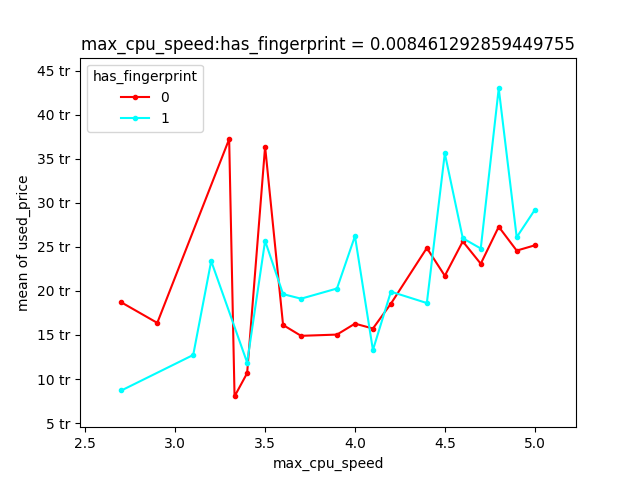 max_cpu_speed:has_fingerprint = 0.008461292859449755
has_fingerprint
0
1
mean of used_price
45 tr
40 tr
35 tr
30 tr
25 tr
20 tr
15 tr
10 tr
5 tr
2.5 3.0 3.5 4.0 4.5 5.0
max_cpu_speed